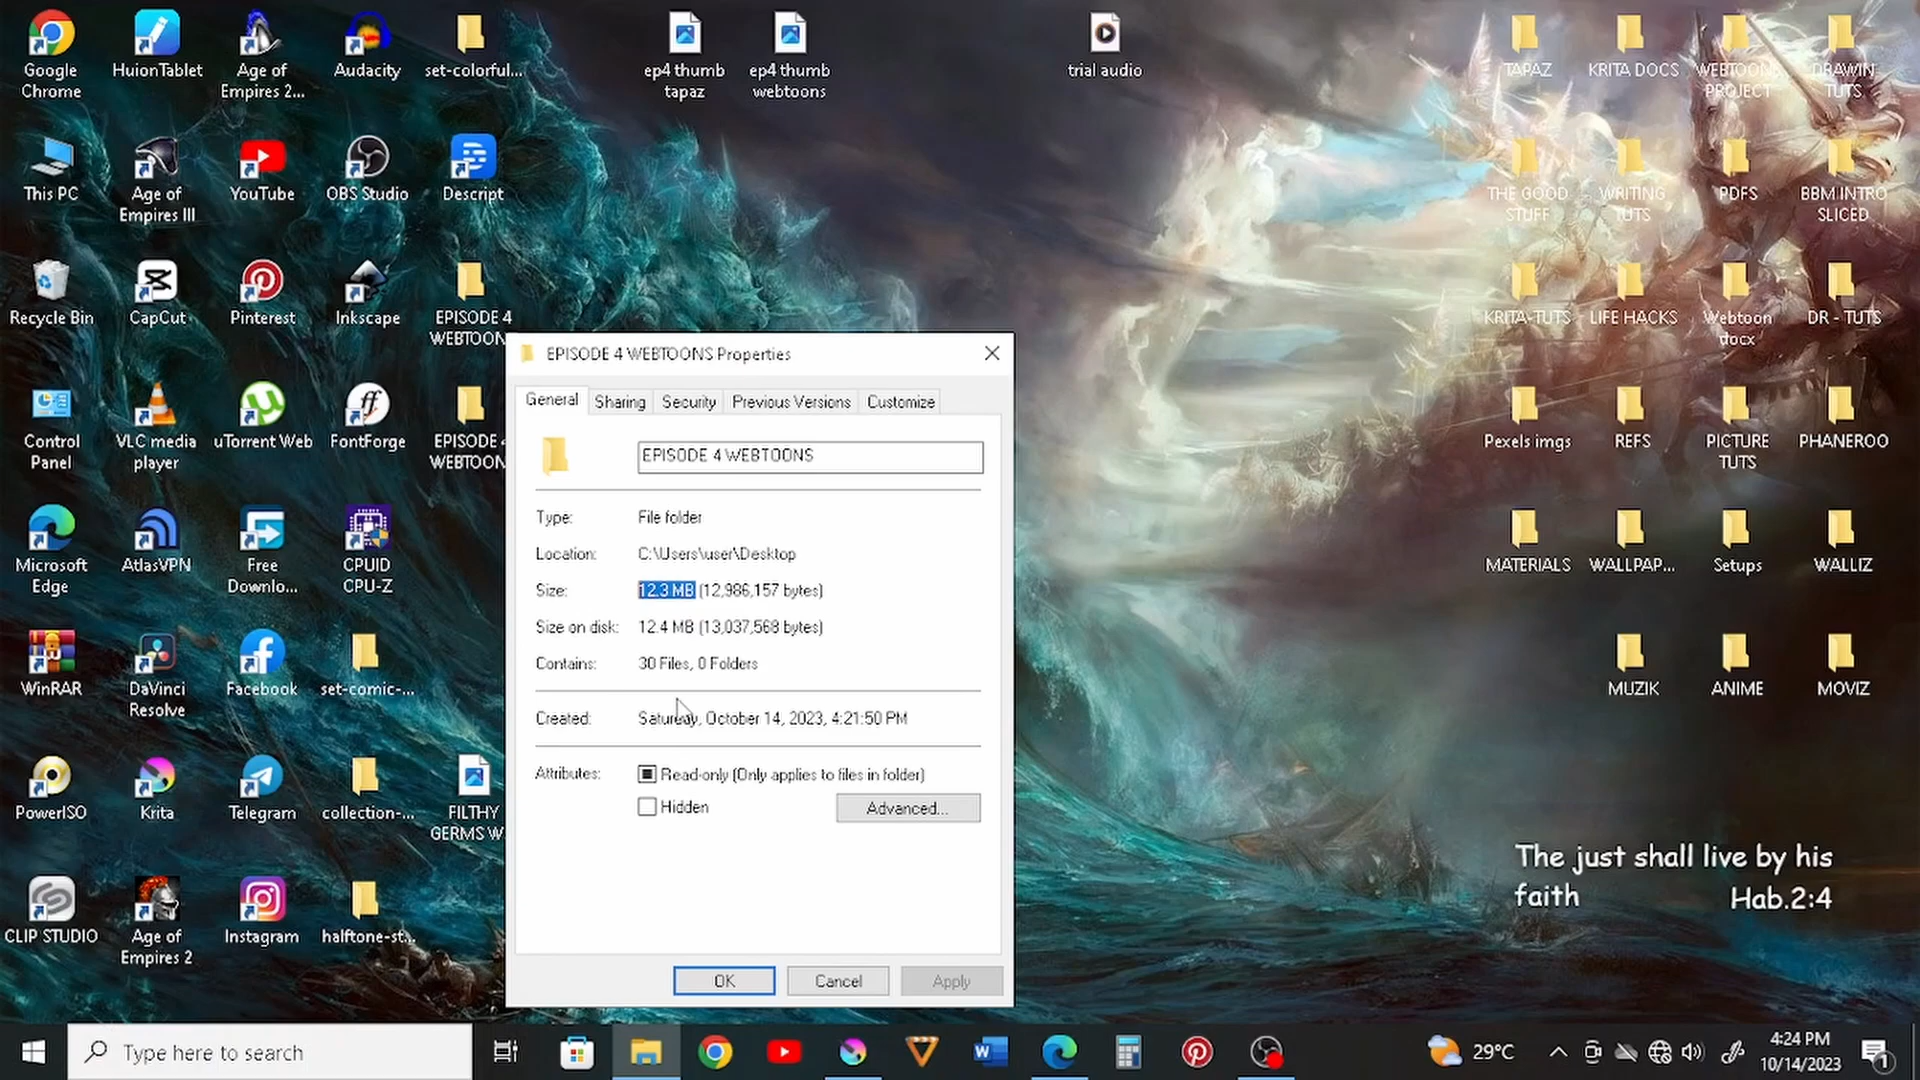 Google
Chrome
HuionTablet
Age of
Empires 2...
Audacity
set-colorful...
ep4 thumb
tapaz
ep4 thumb
webtoons
trial audio
TAPAZ
KRITA DOCS
WEBTOON
PROJECT
DRAWIN
TUTS
This PC
Age of
Empires III
YouTube
OBS Studio
Descript
THE GOOD
STUFF
WRITING
TUTS
PDFS
BBM INTRO
SLICED
Recycle Bin
CapCut
Pinterest
Inkscape
EPISODE 4
WEBTOON
KRITA-TUTS
LIFE HACKS
Webtoon
docx
DR - TUTS
Control
Panel
VLC media
player
uTorrent Web
FontForge
EPISODE
WEBTOON
Pexels imgs
REFS
PICTURE
TUTS
PHANEROO
Microsoft
Edge
AtlasVPN
Free
Downlo...
CPUID
CPU-Z
MATERIALS
WALLPAP...
Setups
WALLIZ
WinRAR
DaVinci
Resolve
Facebook
set-comic-...
MUZIK
ANIME
MOVIZ
PowerISO
Krita
Telegram
collection-...
FILTHY
GERMS W.
CLIP STUDIO
Age of
Empires 2
Instagram
halftone-st...
EPISODE 4 WEBTOONS Properties
General
Sharing
Security
Previous Versions
Customize
EPISODE 4 WEBTOONS
Type: File folder
Location: C:\Users\user\Desktop
Size: 12.3 MB (12,986,157 bytes)
Size on disk: 12.4 MB (13,037,568 bytes)
Contains: 30 Files, 0 Folders
Created: Saturday, October 14, 2023, 4:21:50 PM
Attributes: Read-only (Only applies to files in folder)
Hidden
Advanced...
OK
Cancel
Apply
The just shall live by his
faith Hab.2:4
Type here to search
29°C
4:24 PM
10/14/2023
1